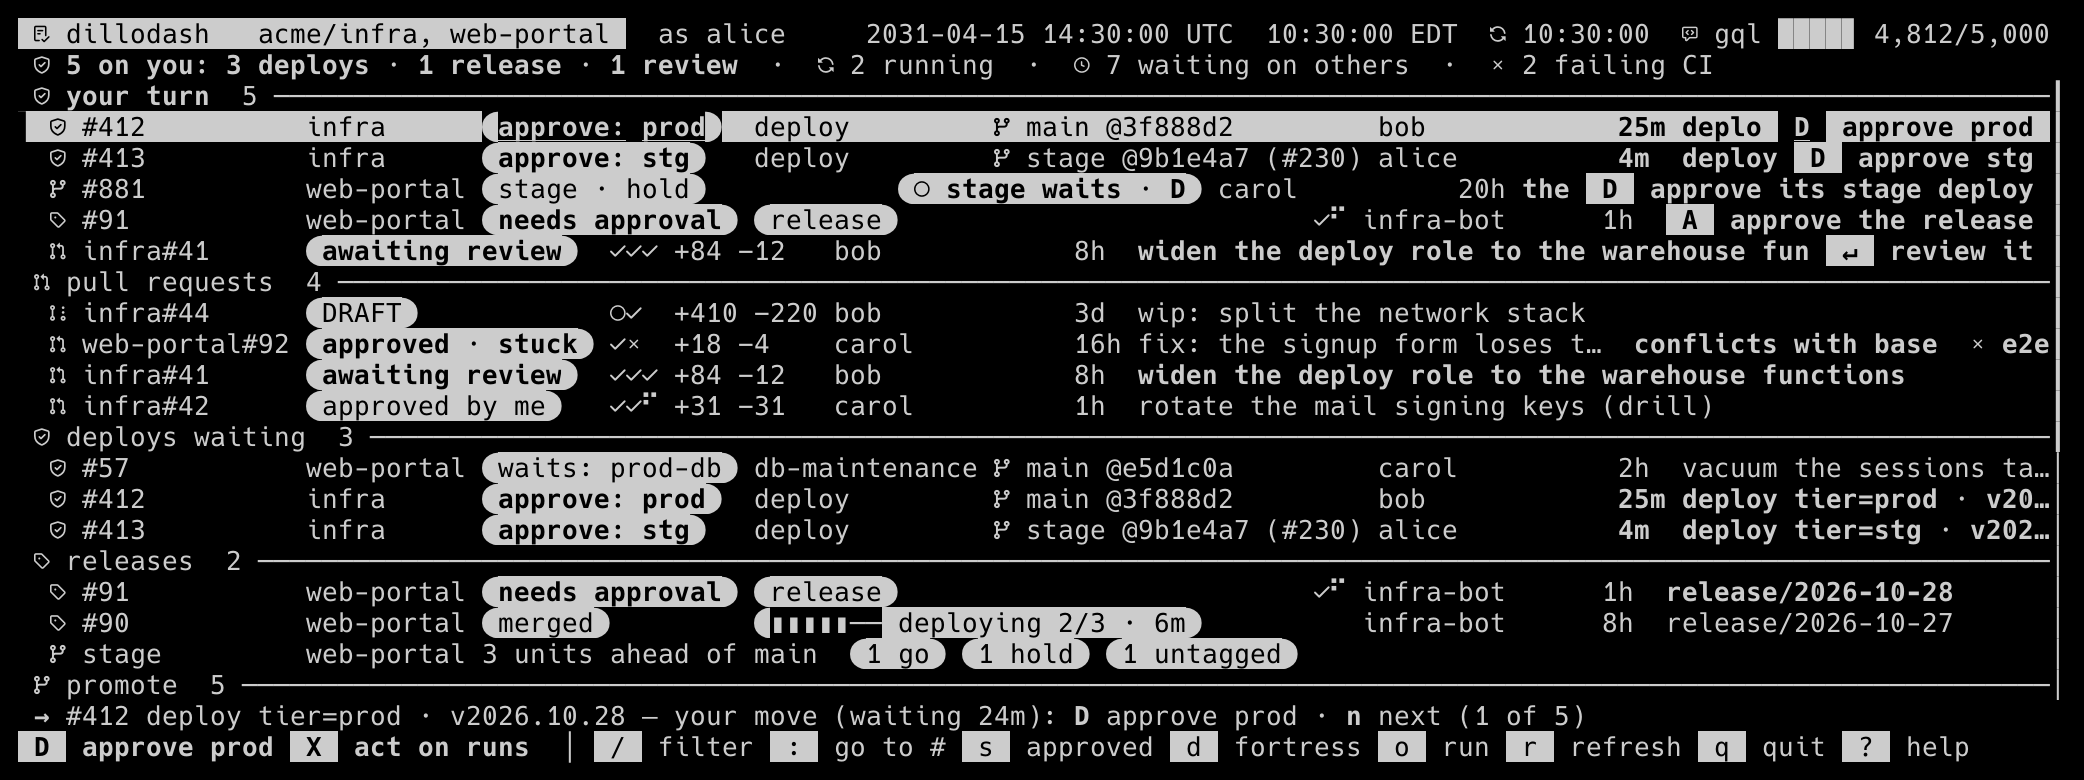 dillodash acme/infra, web-portal as alice 2031-04-15 14:30:00 UTC 10:30:00 EDT 10:30:00 gql 4,812/5,000
5 on you: 3 deploys · 1 release · 1 review · 2 running · 7 waiting on others · × 2 failing CI
your turn 5
#412 infra approve: prod deploy main @3f888d2 bob 25m deplo D approve prod
#413 infra approve: stg deploy stage @9b1e4a7 (#230) alice 4m deploy D approve stg
#881 web-portal stage · hold ○ stage waits · D carol 20h the D approve its stage deploy
#91 web-portal needs approval release ✓ infra-bot 1h A approve the release
infra#41 awaiting review ✓✓✓ +84 −12 bob 8h widen the deploy role to the warehouse fun ↵ review it
pull requests 4
infra#44 DRAFT ○✓ +410 −220 bob 3d wip: split the network stack
web-portal#92 approved · stuck ✓× +18 −4 carol 16h fix: the signup form loses t… conflicts with base × e2e
infra#41 awaiting review ✓✓✓ +84 −12 bob 8h widen the deploy role to the warehouse functions
infra#42 approved by me ✓✓ +31 −31 carol 1h rotate the mail signing keys (drill)
deploys waiting 3
#57 web-portal waits: prod-db db-maintenance main @e5d1c0a carol 2h vacuum the sessions ta…
#412 infra approve: prod deploy main @3f888d2 bob 25m deploy tier=prod · v20…
#413 infra approve: stg deploy stage @9b1e4a7 (#230) alice 4m deploy tier=stg · v202…
releases 2
#91 web-portal needs approval release ✓ infra-bot 1h release/2026-10-28
#90 web-portal merged deploying 2/3 · 6m infra-bot 8h release/2026-10-27
stage web-portal 3 units ahead of main 1 go 1 hold 1 untagged
promote 5
→ #412 deploy tier=prod · v2026.10.28 — your move (waiting 24m): D approve prod · n next (1 of 5)
D approve prod X act on runs │ / filter : go to # s approved d fortress o run r refresh q quit ? help